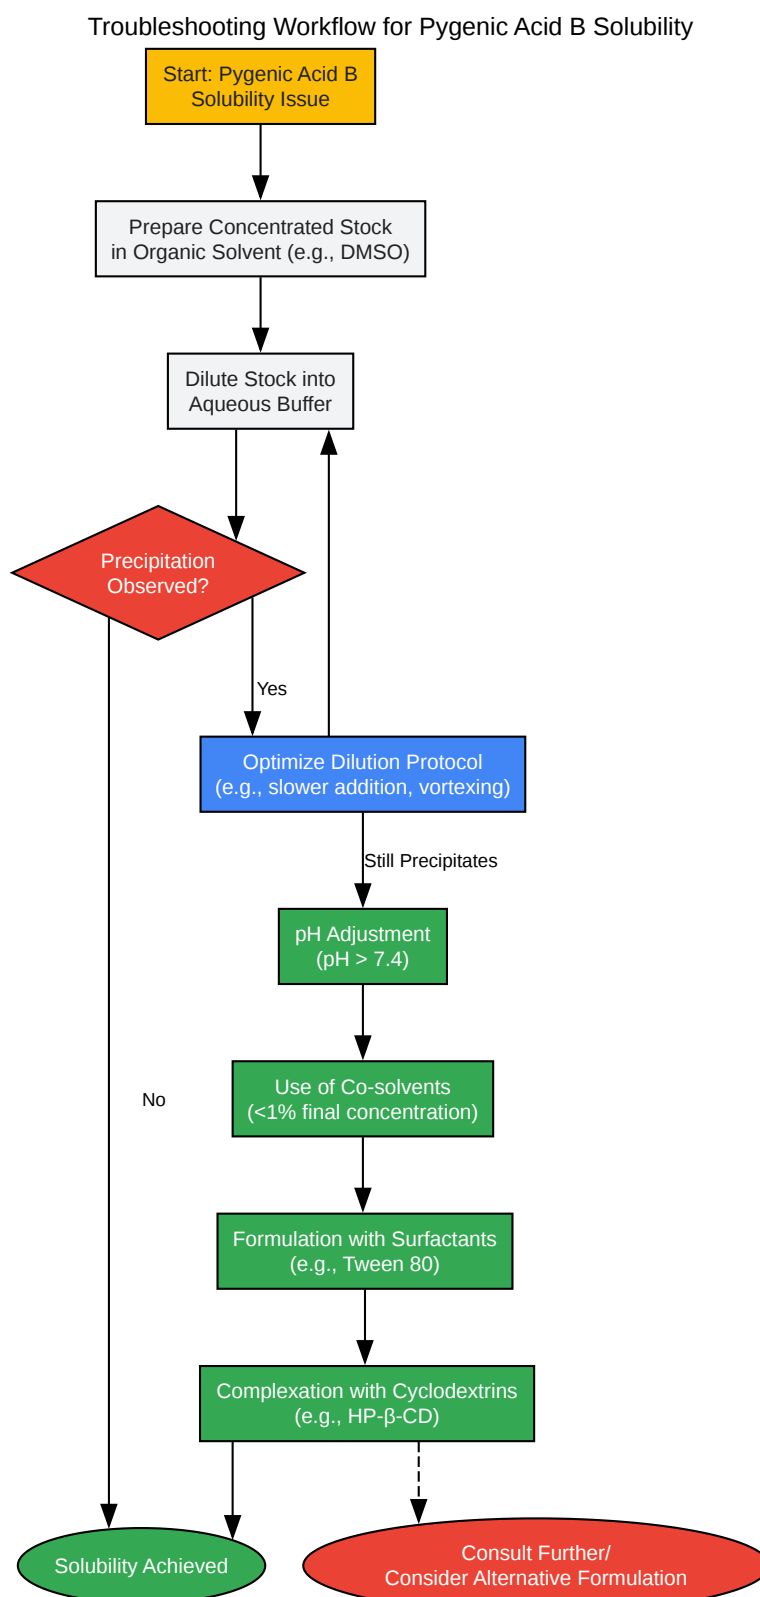 Troubleshooting Workflow for Pygenic Acid B Solubility
Start: Pygenic Acid B
Solubility Issue
Prepare Concentrated Stock
in Organic Solvent (e.g., DMSO)
Dilute Stock into
Aqueous Buffer
Precipitation
Observed?
Yes
Optimize Dilution Protocol
(e.g., slower addition, vortexing)
Still Precipitates
pH Adjustment
(pH > 7.4)
Use of Co-solvents
(<1% final concentration)
No
Formulation with Surfactants
(e.g., Tween 80)
Complexation with Cyclodextrins
(e.g., HP-β-CD)
Solubility Achieved
Consult Further/
Consider Alternative Formulation